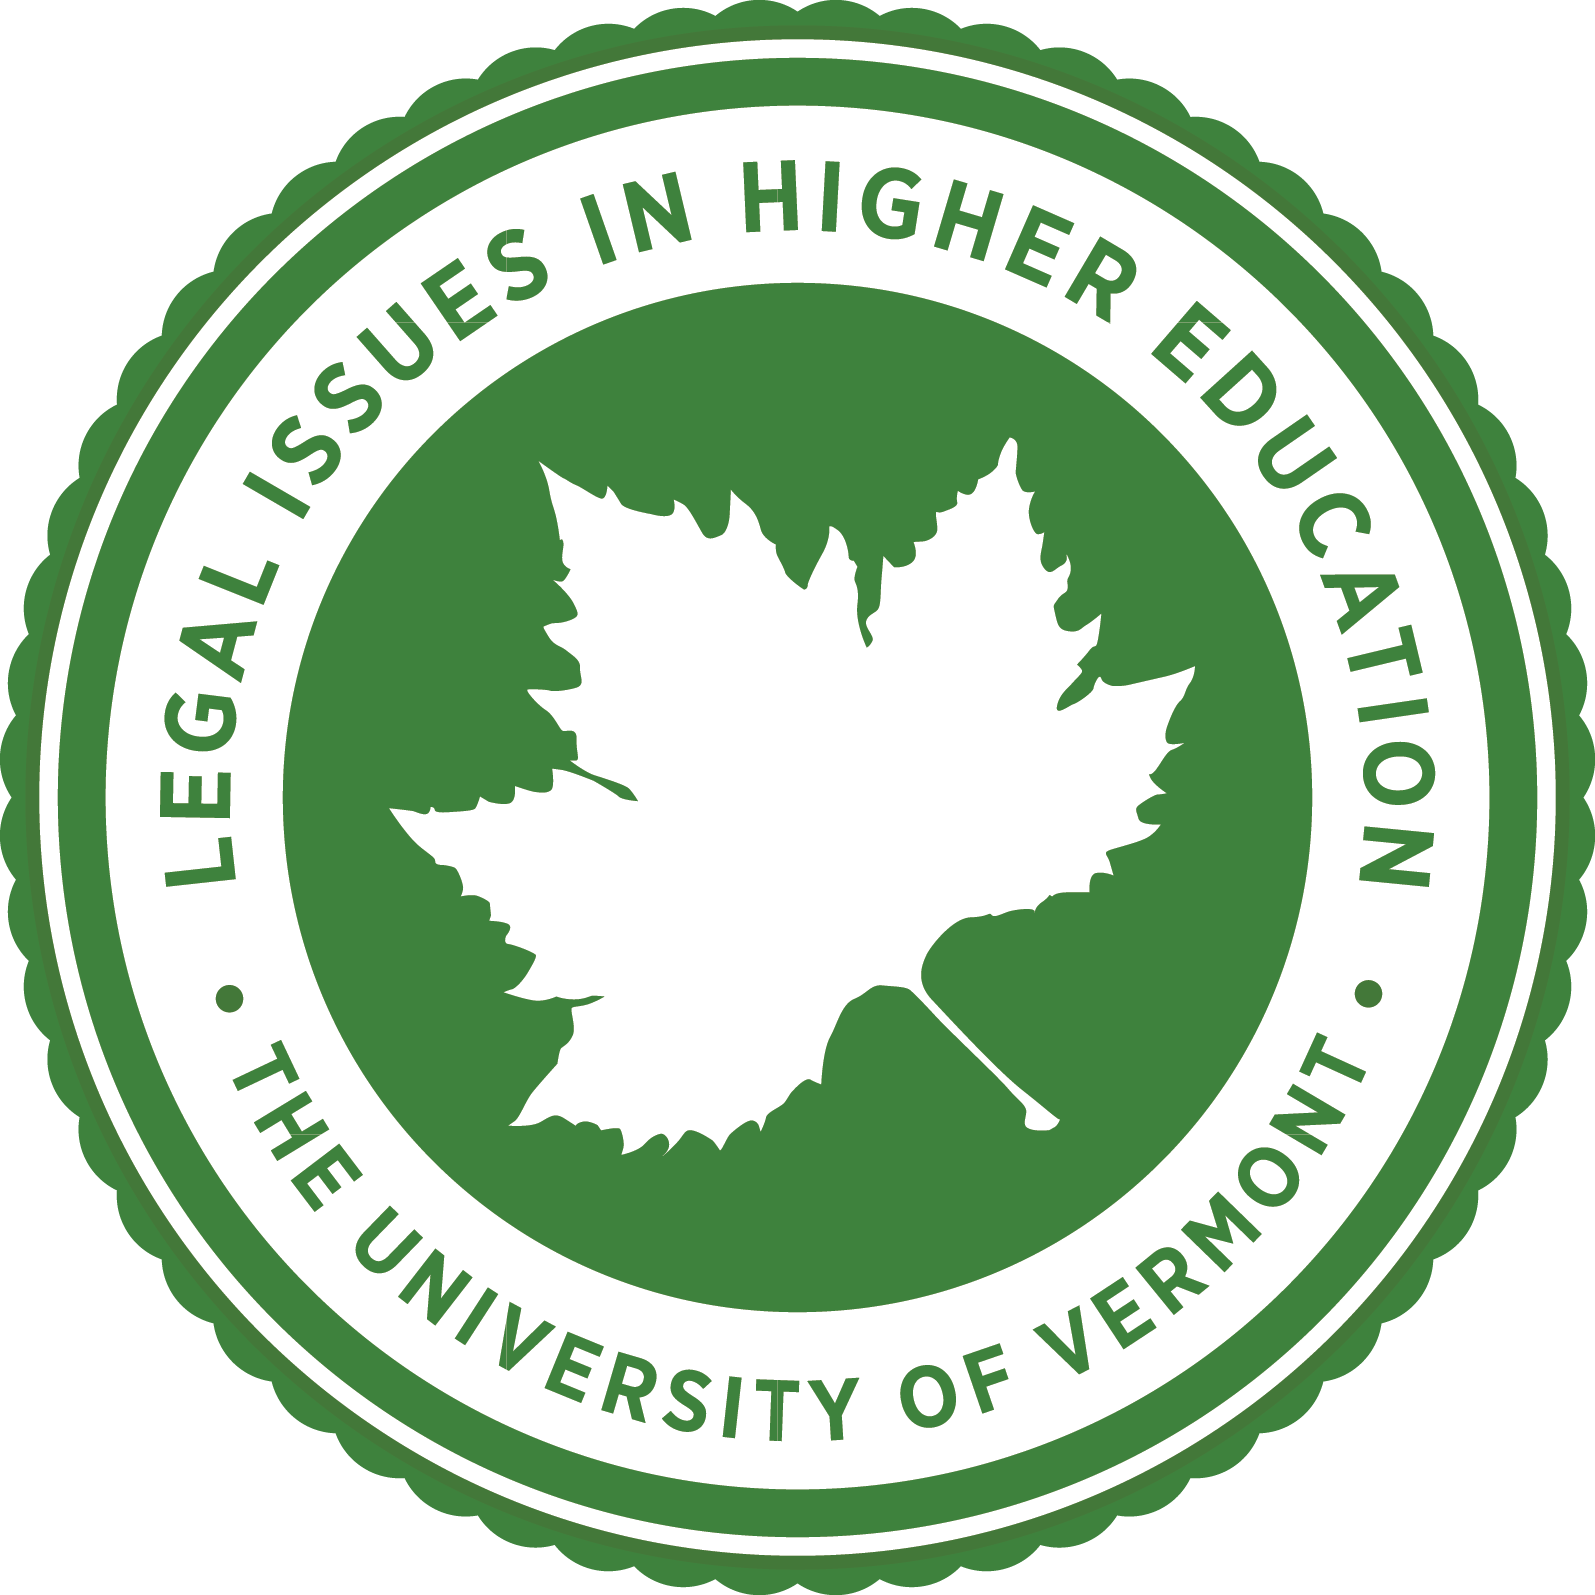 LEGAL ISSUES IN HIGHER EDUCATION
• THE UNIVERSITY OF VERMONT •